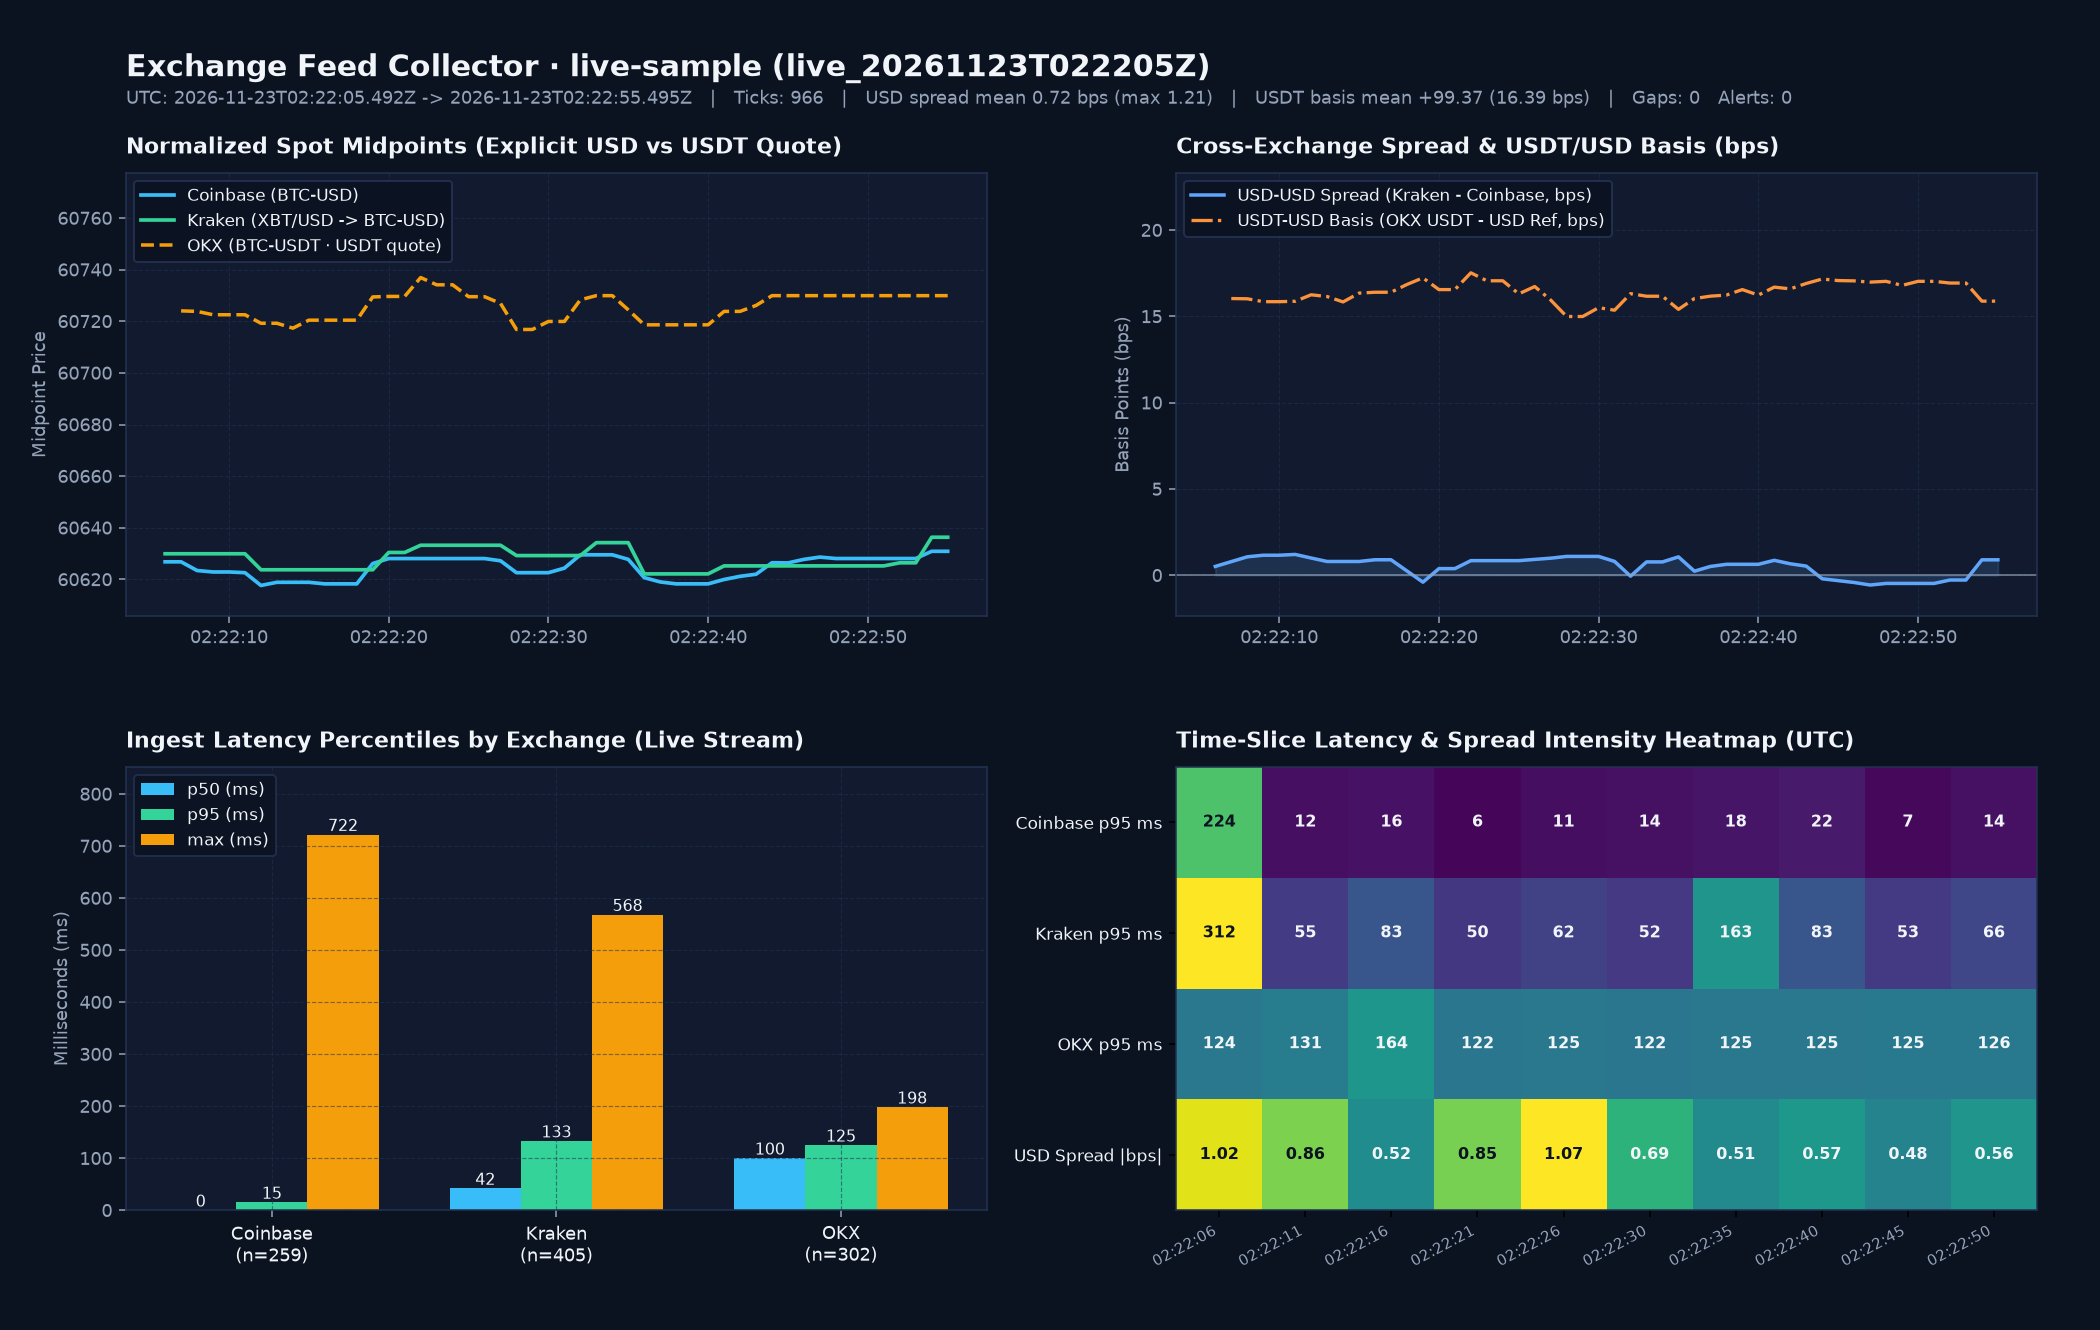 Exchange Feed Collector · live-sample (live_20261123T022205Z)
UTC: 2026-11-23T02:22:05.492Z -> 2026-11-23T02:22:55.495Z | Ticks: 966 | USD spread mean 0.72 bps (max 1.21) | USDT basis mean +99.37 (16.39 bps) | Gaps: 0 Alerts: 0
Normalized Spot Midpoints (Explicit USD vs USDT Quote)
Coinbase (BTC-USD)
Kraken (XBT/USD -> BTC-USD)
OKX (BTC-USDT · USDT quote)
Midpoint Price
60760
60740
60720
60700
60680
60660
60640
60620
02:22:10 02:22:20 02:22:30 02:22:40 02:22:50
Cross-Exchange Spread & USDT/USD Basis (bps)
USD-USD Spread (Kraken - Coinbase, bps)
USDT-USD Basis (OKX USDT - USD Ref, bps)
Basis Points (bps)
20
15
10
5
0
02:22:10 02:22:20 02:22:30 02:22:40 02:22:50
Ingest Latency Percentiles by Exchange (Live Stream)
p50 (ms)
p95 (ms)
max (ms)
Milliseconds (ms)
800
700
600
500
400
300
200
100
0
0 15 722
42 133 568
100 125 198
Coinbase Kraken OKX
(n=259) (n=405) (n=302)
Time-Slice Latency & Spread Intensity Heatmap (UTC)
Coinbase p95 ms 224 12 16 6 11 14 18 22 7 14
Kraken p95 ms 312 55 83 50 62 52 163 83 53 66
OKX p95 ms 124 131 164 122 125 122 125 125 125 126
USD Spread |bps| 1.02 0.86 0.52 0.85 1.07 0.69 0.51 0.57 0.48 0.56
02:22:06 02:22:11 02:22:16 02:22:21 02:22:26 02:22:30 02:22:35 02:22:40 02:22:45 02:22:50